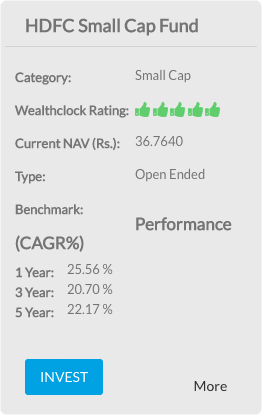 HDFC Small Cap Fund
Category: Small Cap
Wealthclock Rating:
Current NAV (Rs.): 36.7640
Type: Open Ended
Benchmark:
Performance
(CAGR%)
1 Year: 25.56 %
3 Year: 20.70 %
5 Year: 22.17 %
INVEST More